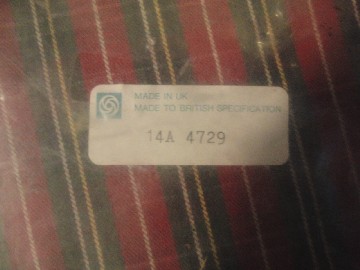 MADE IN UK
MADE TO BRITISH SPECIFICATION
14A 4729